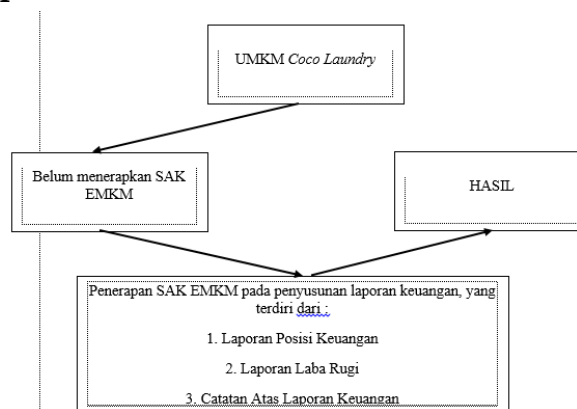 UMKM Coco Laundry
Belum menerapkan SAK
EMKM
HASIL
Penerapan SAK EMKM pada penyusunan laporan keuangan, yang
terdiri dari :
1. Laporan Posisi Keuangan
2. Laporan Laba Rugi
3. Catatan Atas Laporan Keuangan